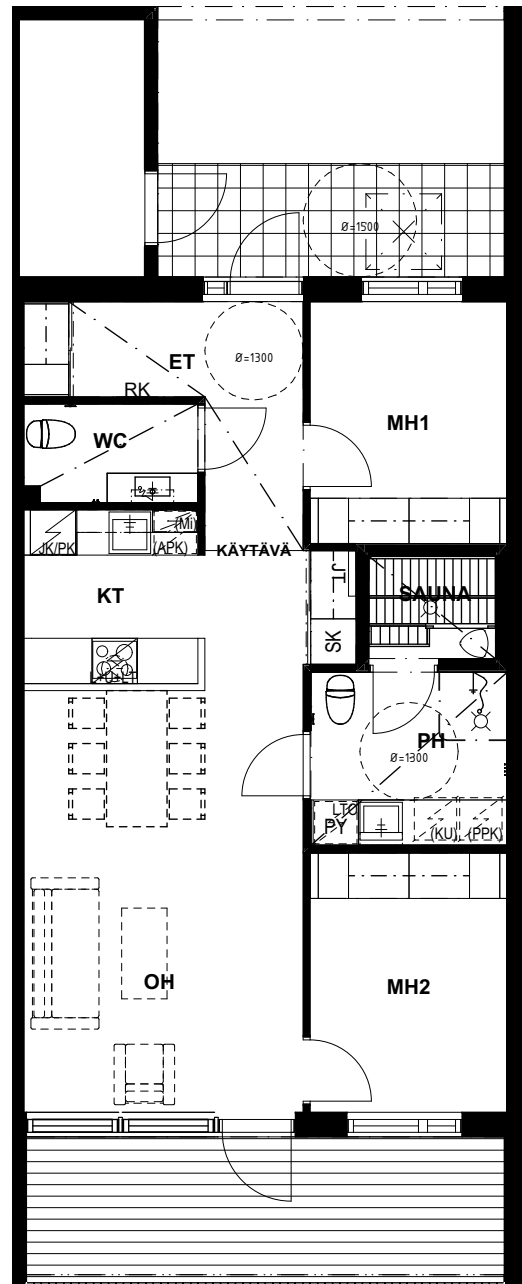 Ø=1500
ET
Ø=1300
RK
MH1
WC
(Mi)
JK/PK
(APK)
KÄYTÄVÄ
JT
SAUNA
KT
SK
PH
Ø=1300
LTO
PY
(KU)
(PPK)
OH
MH2